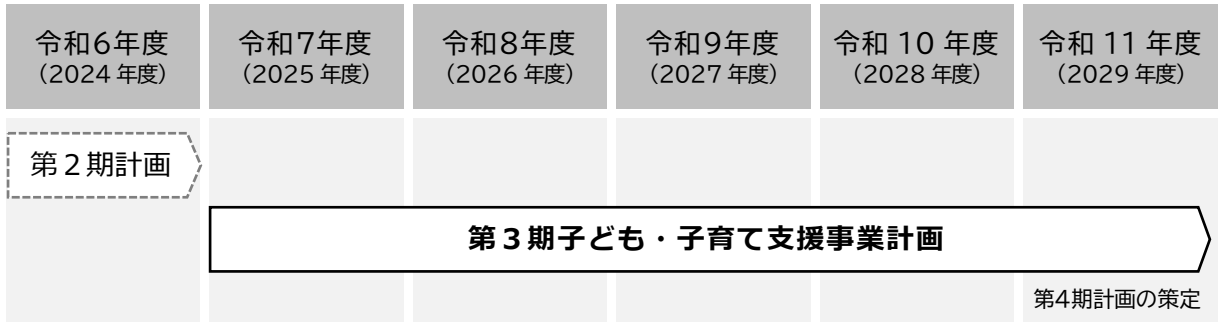 令和6年度
（2024 年度）
令和7年度
（2025 年度）
令和8年度
（2026 年度）
令和9年度
（2027 年度）
令和 10 年度
（2028 年度）
令和 11 年度
（2029 年度）
第２期計画
第３期子ども・子育て支援事業計画
第4期計画の策定